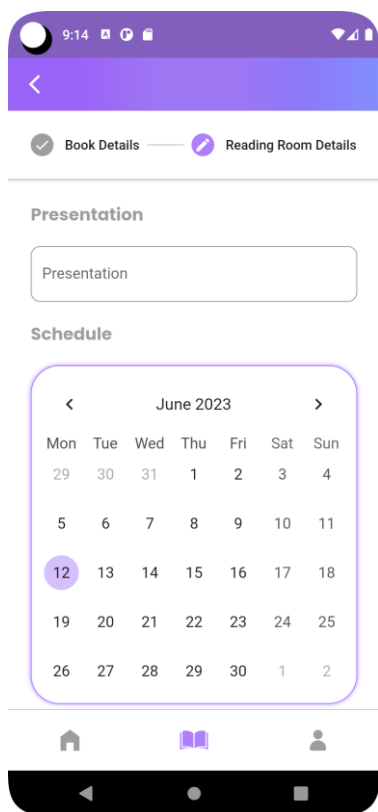 9:14
Book Details Reading Room Details
Presentation
Presentation
Schedule
June 2023
Mon Tue Wed Thu Fri Sat Sun
29 30 31 1 2 3 4
5 6 7 8 9 10 11
12 13 14 15 16 17 18
19 20 21 22 23 24 25
26 27 28 29 30 1 2